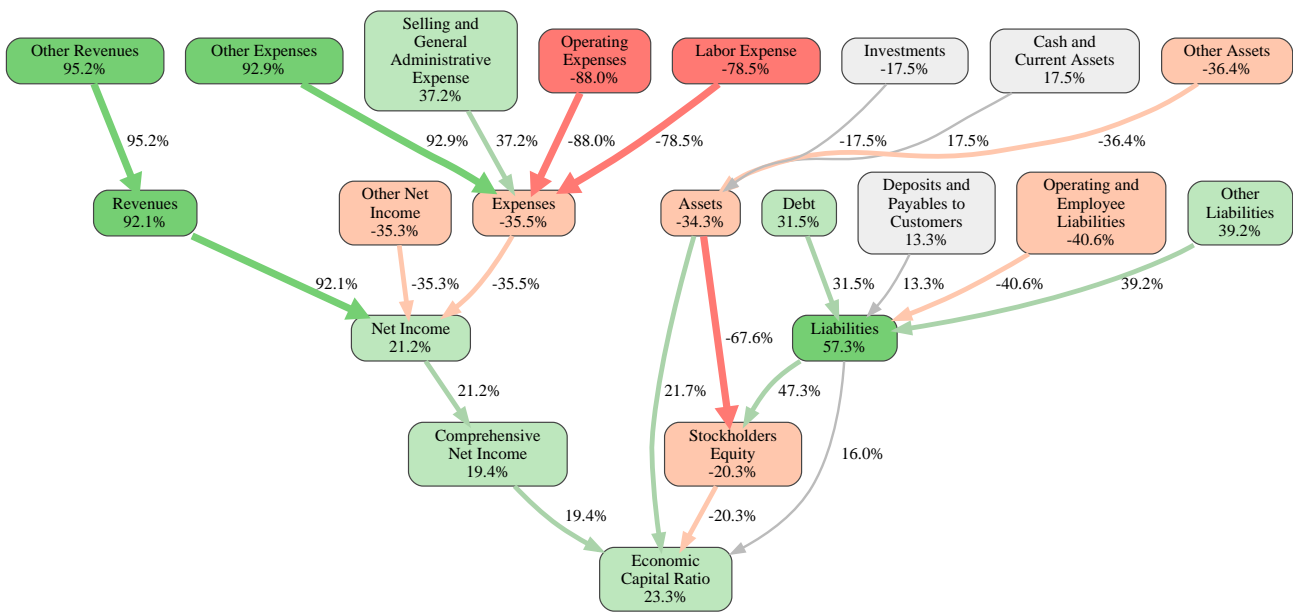 Other Revenues
95.2%
Other Expenses
92.9%
Selling and
General
Administrative
Expense
37.2%
Operating
Expenses
-88.0%
Labor Expense
-78.5%
Investments
-17.5%
Cash and
Current Assets
17.5%
Other Assets
-36.4%
95.2%
92.9%
37.2%
-88.0%
-78.5%
-17.5%
17.5%
-36.4%
Revenues
92.1%
Other Net
Income
-35.3%
Expenses
-35.5%
Assets
-34.3%
Debt
31.5%
Deposits and
Payables to
Customers
13.3%
Operating and
Employee
Liabilities
-40.6%
Other
Liabilities
39.2%
92.1%
-35.3%
-35.5%
31.5%
13.3%
-40.6%
39.2%
Net Income
21.2%
-67.6%
Liabilities
57.3%
21.2%
21.7%
47.3%
Comprehensive
Net Income
19.4%
Stockholders
Equity
-20.3%
16.0%
19.4%
-20.3%
Economic
Capital Ratio
23.3%